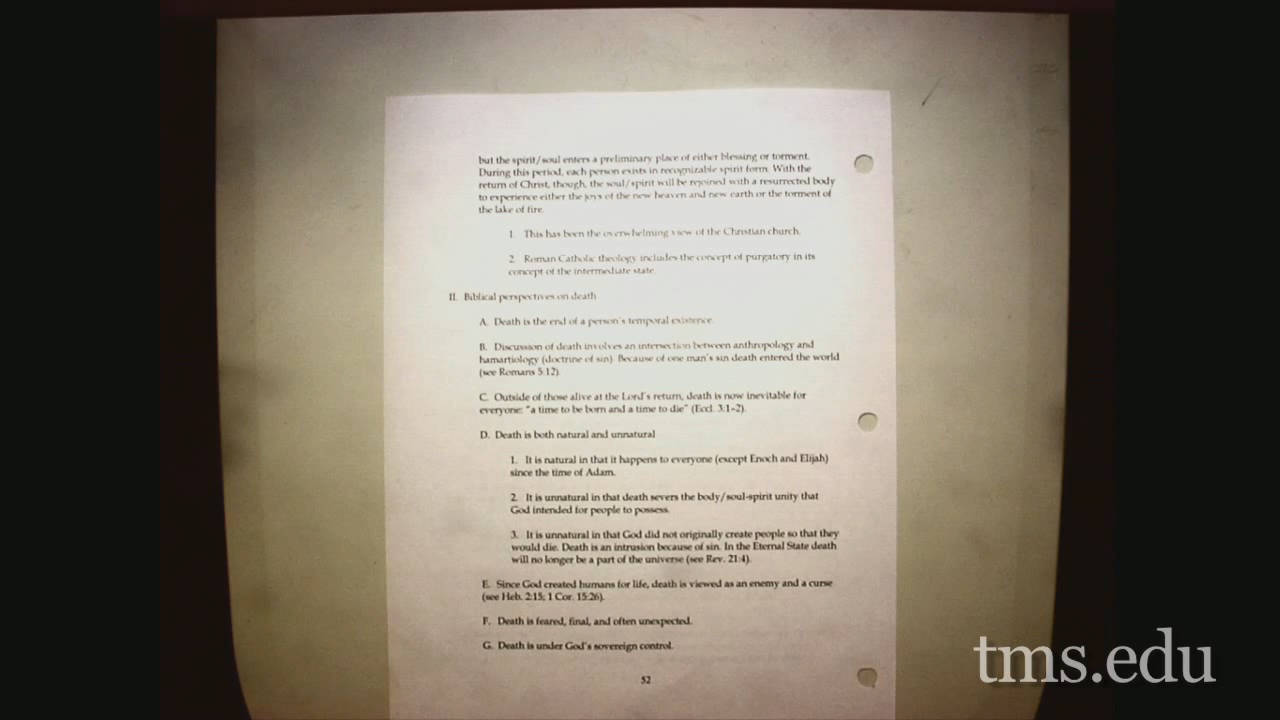 but the spirit/soul enters a preliminary place of either blessing or torment.
During this period, each person exists in recognizable spirit form. With the
return of Christ, though, the soul/spirit will be rejoined with a resurrected body
to experience either the joys of the new heaven and new earth or the torment of
the lake of fire.
1. This has been the overwhelming view of the Christian church.
2. Roman Catholic theology includes the concept of purgatory in its
concept of the intermediate state.
II. Biblical perspectives on death
A. Death is the end of a person's temporal existence.
B. Discussion of death involves an intersection between anthropology and
hamartiology (doctrine of sin). Because of one man's sin death entered the world
(see Romans 5:12).
C. Outside of those alive at the Lord's return, death is now inevitable for
everyone: "a time to be born and a time to die" (Eccl. 3:1–2).
D. Death is both natural and unnatural
1. It is natural in that it happens to everyone (except Enoch and Elijah)
since the time of Adam.
2. It is unnatural in that death severs the body/soul-spirit unity that
God intended for people to possess.
3. It is unnatural in that God did not originally create people so that they
would die. Death is an intrusion because of sin. In the Eternal State death
will no longer be a part of the universe (see Rev. 21:4).
E. Since God created humans for life, death is viewed as an enemy and a curse
(see Heb. 2:15; 1 Cor. 15:26).
F. Death is feared, final, and often unexpected.
G. Death is under God's sovereign control.
52
tms.edu